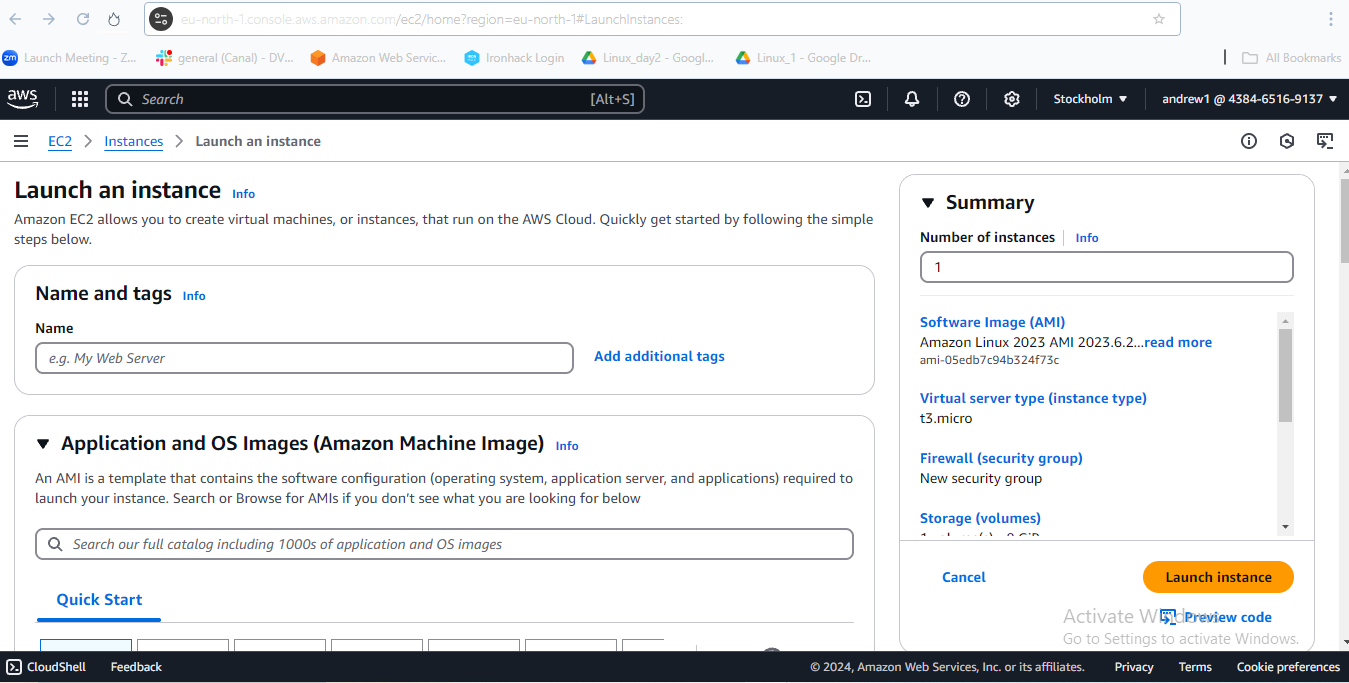 eu-north-1.console.aws.amazon.com/ec2/home?region=eu-north-1#LaunchInstances:
zm Launch Meeting - Z... general (Canal) - DV... Amazon Web Servic... Ironhack Login Linux_day2 - Googl... Linux_1 - Google Dr... All Bookmarks
aws Search [Alt+S] Stockholm andrew1 @ 4384-6516-9137
EC2 Instances Launch an instance
Launch an instance Info
Amazon EC2 allows you to create virtual machines, or instances, that run on the AWS Cloud. Quickly get started by following the simple
steps below.
Name and tags Info
Name
e.g. My Web Server Add additional tags
Application and OS Images (Amazon Machine Image) Info
An AMI is a template that contains the software configuration (operating system, application server, and applications) required to
launch your instance. Search or Browse for AMIs if you don’t see what you are looking for below
Search our full catalog including 1000s of application and OS images
Quick Start
Summary
Number of instances Info
1
Software Image (AMI)
Amazon Linux 2023 AMI 2023.6.2...read more
ami-05edb7c94b324f73c
Virtual server type (instance type)
t3.micro
Firewall (security group)
New security group
Storage (volumes)
Cancel Launch instance
Preview code
Activate Windows
Go to Settings to activate Windows.
CloudShell Feedback © 2024, Amazon Web Services, Inc. or its affiliates. Privacy Terms Cookie preferences